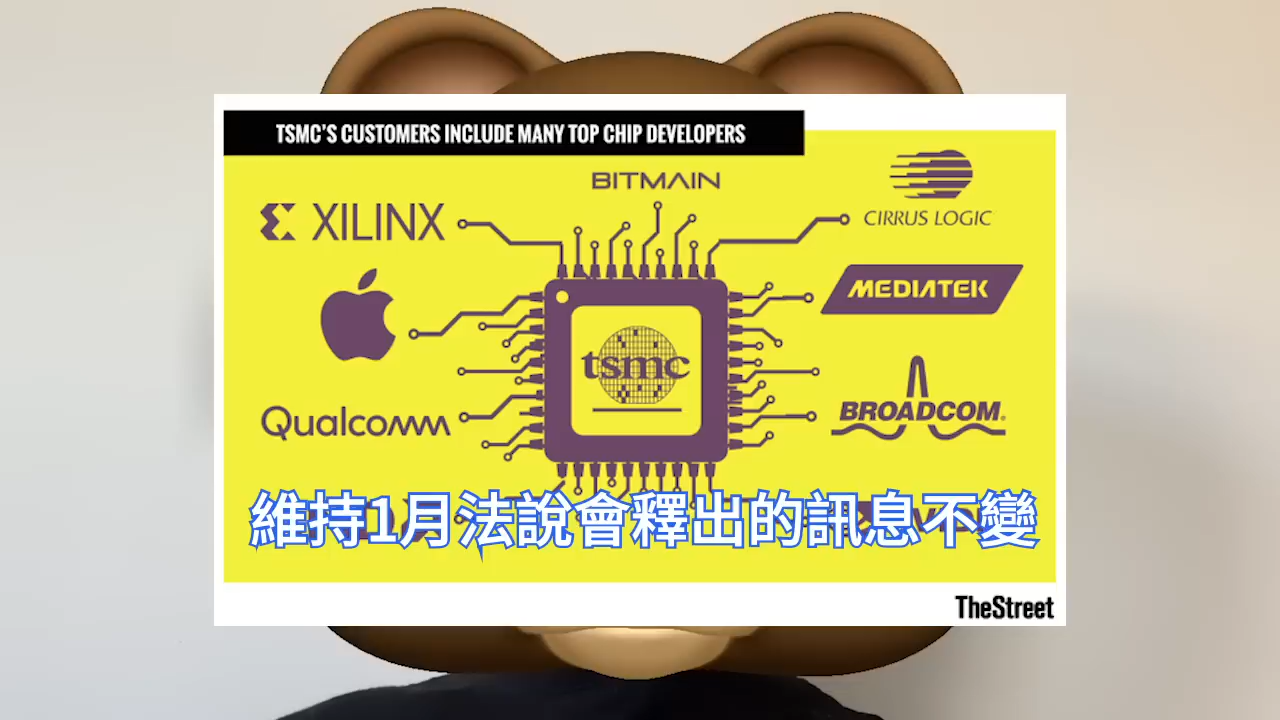 TSMC'S CUSTOMERS INCLUDE MANY TOP CHIP DEVELOPERS
BITMAIN
XILINX
CIRRUS LOGIC
MEDIATEK
tsmc
Qualcomm
BROADCOM
維持1月法說會釋出的訊息不變
TheStreet